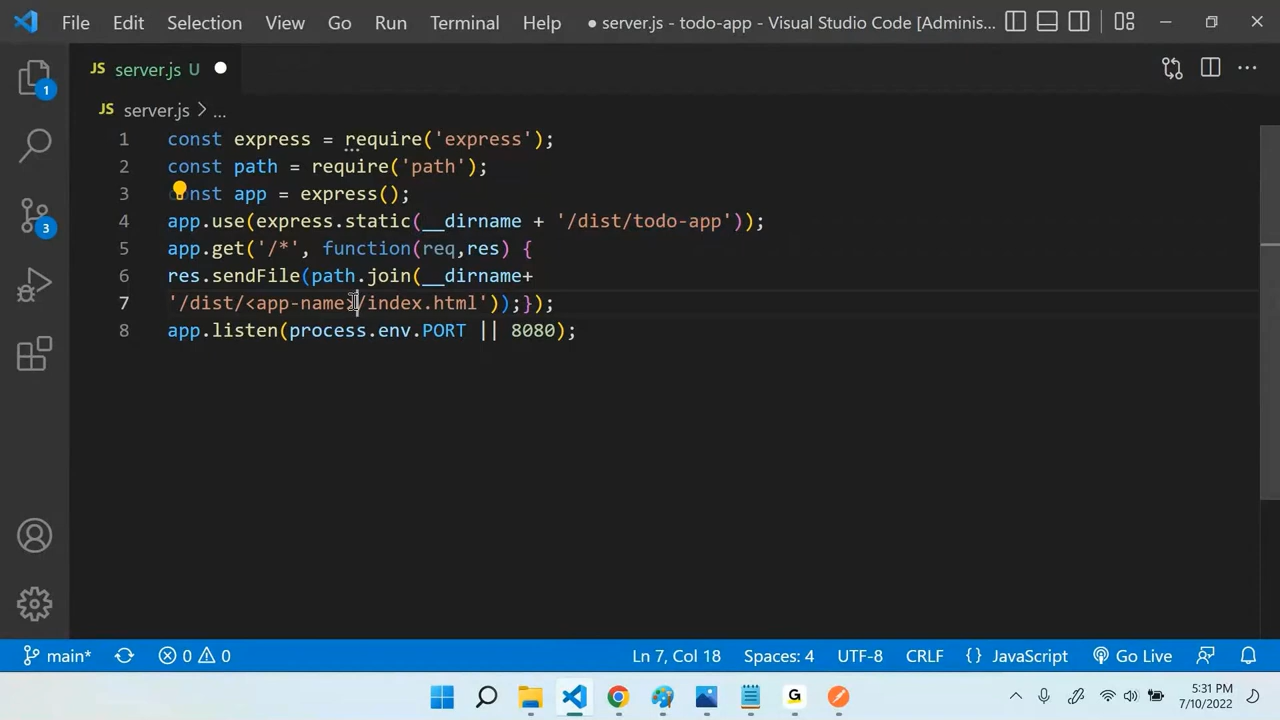 File Edit Selection View Go Run Terminal Help ● server.js - todo-app - Visual Studio Code [Adminis...
JS server.js U ●
JS server.js > ...
1 const express = require('express');
2 const path = require('path');
3 const app = express();
4 app.use(express.static(__dirname + '/dist/todo-app'));
5 app.get('/*', function(req,res) {
6 res.sendFile(path.join(__dirname+
7 '/dist/<app-name>/index.html'));});
8 app.listen(process.env.PORT || 8080);
1
3
main* 0 0 Ln 7, Col 18 Spaces: 4 UTF-8 CRLF {} JavaScript Go Live
G 5:31 PM
7/10/2022